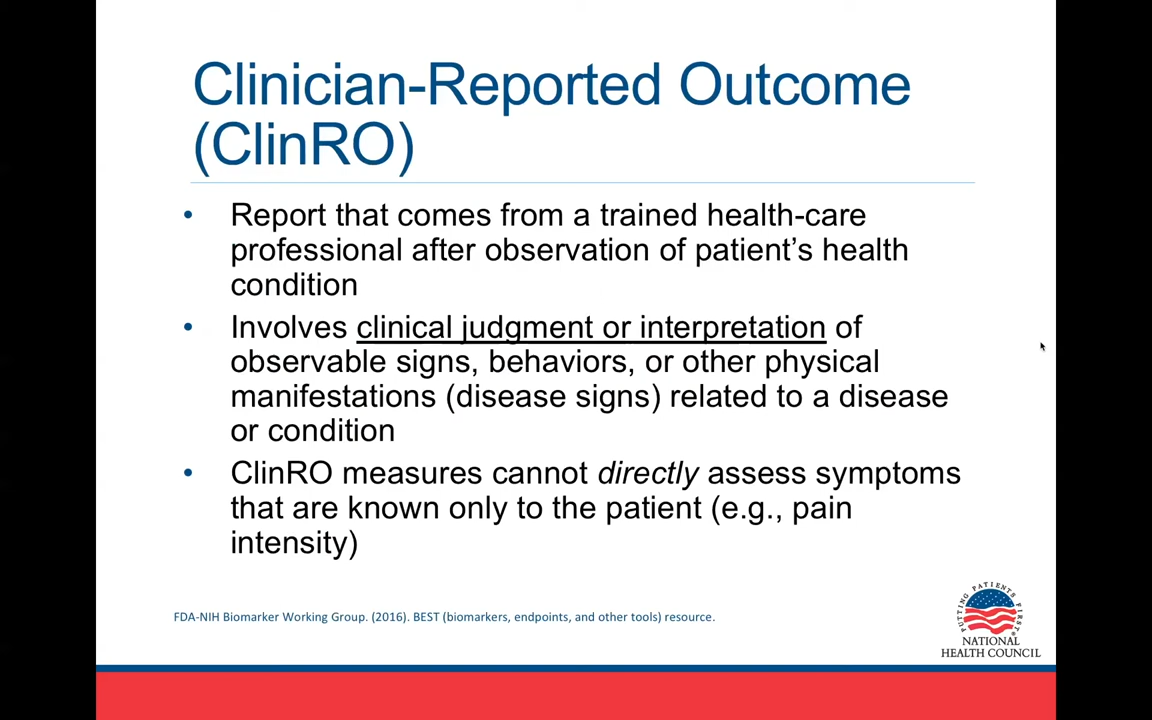 Clinician-Reported Outcome
(ClinRO)
• Report that comes from a trained health-care
professional after observation of patient’s health
condition
• Involves clinical judgment or interpretation of
observable signs, behaviors, or other physical
manifestations (disease signs) related to a disease
or condition
• ClinRO measures cannot directly assess symptoms
that are known only to the patient (e.g., pain
intensity)
FDA-NIH Biomarker Working Group. (2016). BEST (biomarkers, endpoints, and other tools) resource.
PUTTING PATIENTS FIRST®
NATIONAL
HEALTH COUNCIL